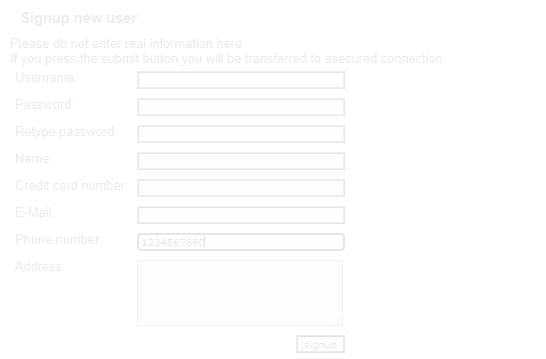 Signup new user
Please do not enter real information here.
If you press the submit button you will be transferred to asecured connection.
Username:
Password:
Retype password:
Name:
Credit card number:
E-Mail:
Phone number: 1234567890
Address:
signup